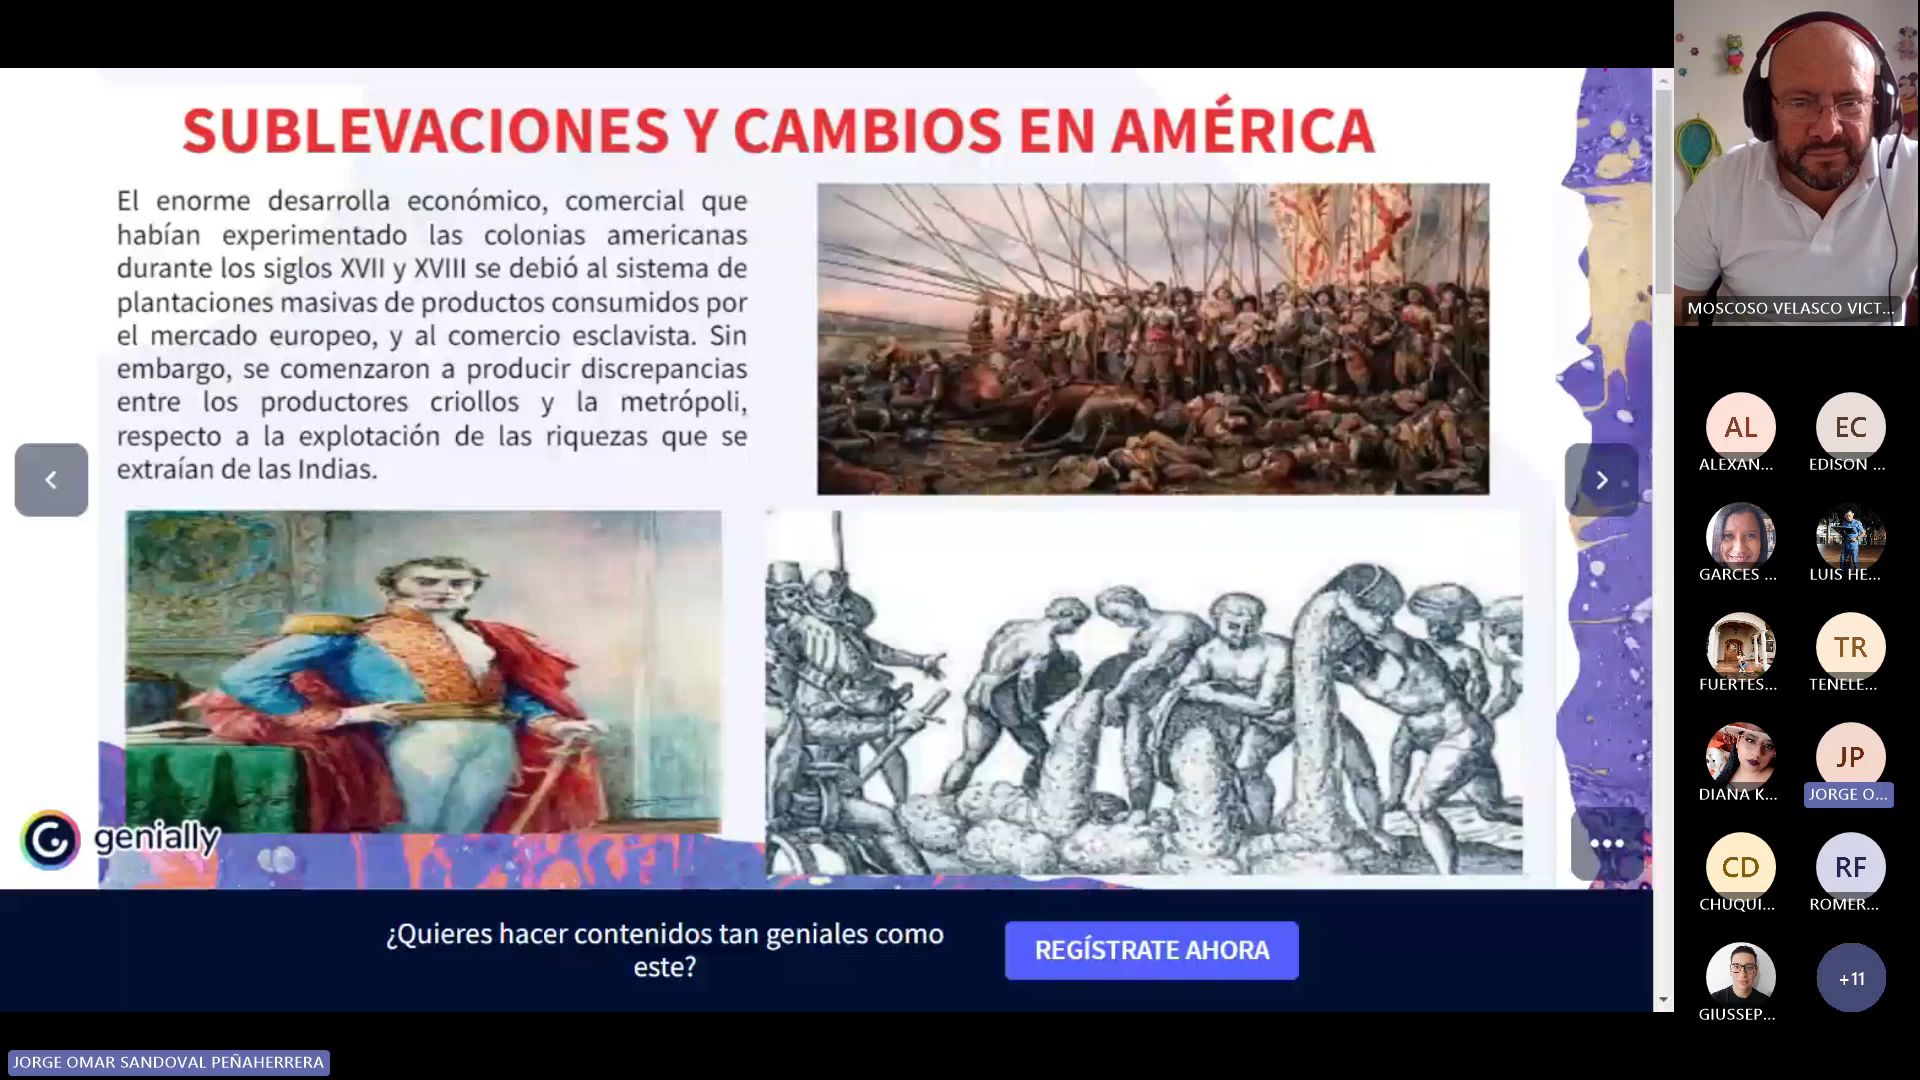 SUBLEVACIONES Y CAMBIOS EN AMÉRICA
El enorme desarrolla económico, comercial que
habían experimentado las colonias americanas
durante los siglos XVII y XVIII se debió al sistema de
plantaciones masivas de productos consumidos por
el mercado europeo, y al comercio esclavista. Sin
embargo, se comenzaron a producir discrepancias
entre los productores criollos y la metrópoli,
respecto a la explotación de las riquezas que se
extraían de las Indias.
genially
¿Quieres hacer contenidos tan geniales como
este?
REGÍSTRATE AHORA
JORGE OMAR SANDOVAL PEÑAHERRERA
MOSCOSO VELASCO VICT...
AL
EC
ALEXAN...
EDISON ...
GARCES ...
LUIS HE...
TR
FUERTES...
TENELE...
JP
DIANA K...
JORGE O...
CD
RF
CHUQUI...
ROMER...
+11
GIUSSEP...